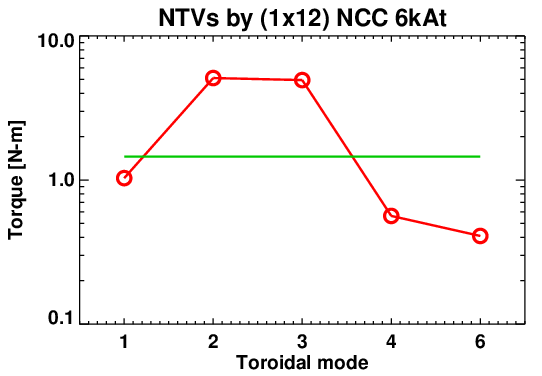 NTVs by (1x12) NCC 6kAt
10.0
1.0
0.1
Torque [N-m]
1 2 3 4 6
Toroidal mode